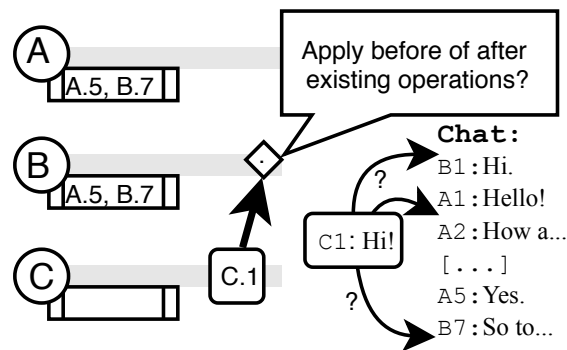 A
A.5, B.7
Apply before of after
existing operations?
B
A.5, B.7
C
C.1
Chat:
B1:Hi.
A1:Hello!
A2:How a...
[...]
A5:Yes.
B7:So to...
C1: Hi!
?
?